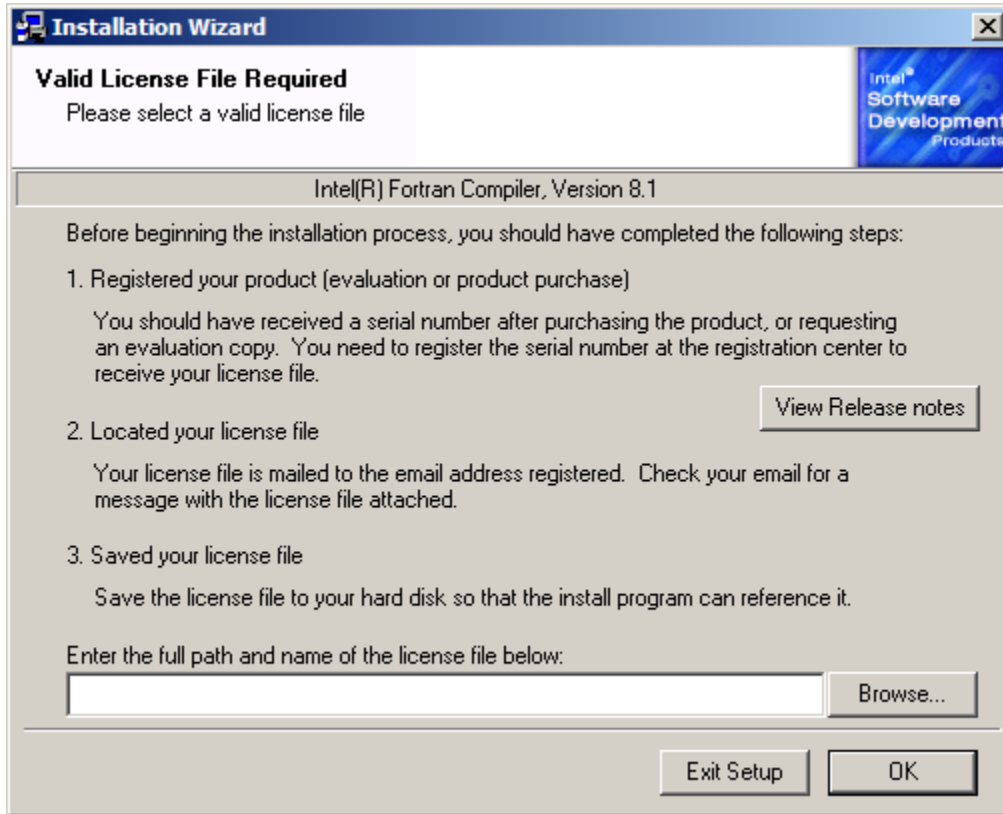 Installation Wizard
Valid License File Required
Please select a valid license file
Intel®
Software
Development
Products
Intel(R) Fortran Compiler, Version 8.1
Before beginning the installation process, you should have completed the following steps:
1. Registered your product (evaluation or product purchase)
You should have received a serial number after purchasing the product, or requesting
an evaluation copy.  You need to register the serial number at the registration center to
receive your license file.
View Release notes
2. Located your license file
Your license file is mailed to the email address registered.  Check your email for a
message with the license file attached.
3. Saved your license file
Save the license file to your hard disk so that the install program can reference it.
Enter the full path and name of the license file below:
Browse...
Exit Setup
OK